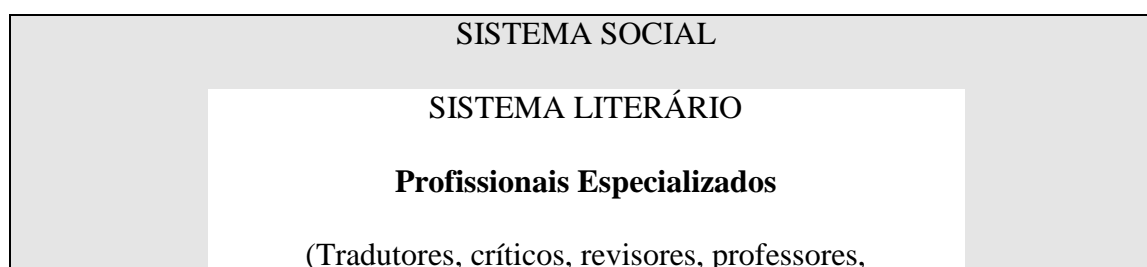 SISTEMA SOCIAL
SISTEMA LITERÁRIO
Profissionais Especializados
(Tradutores, críticos, revisores, professores,